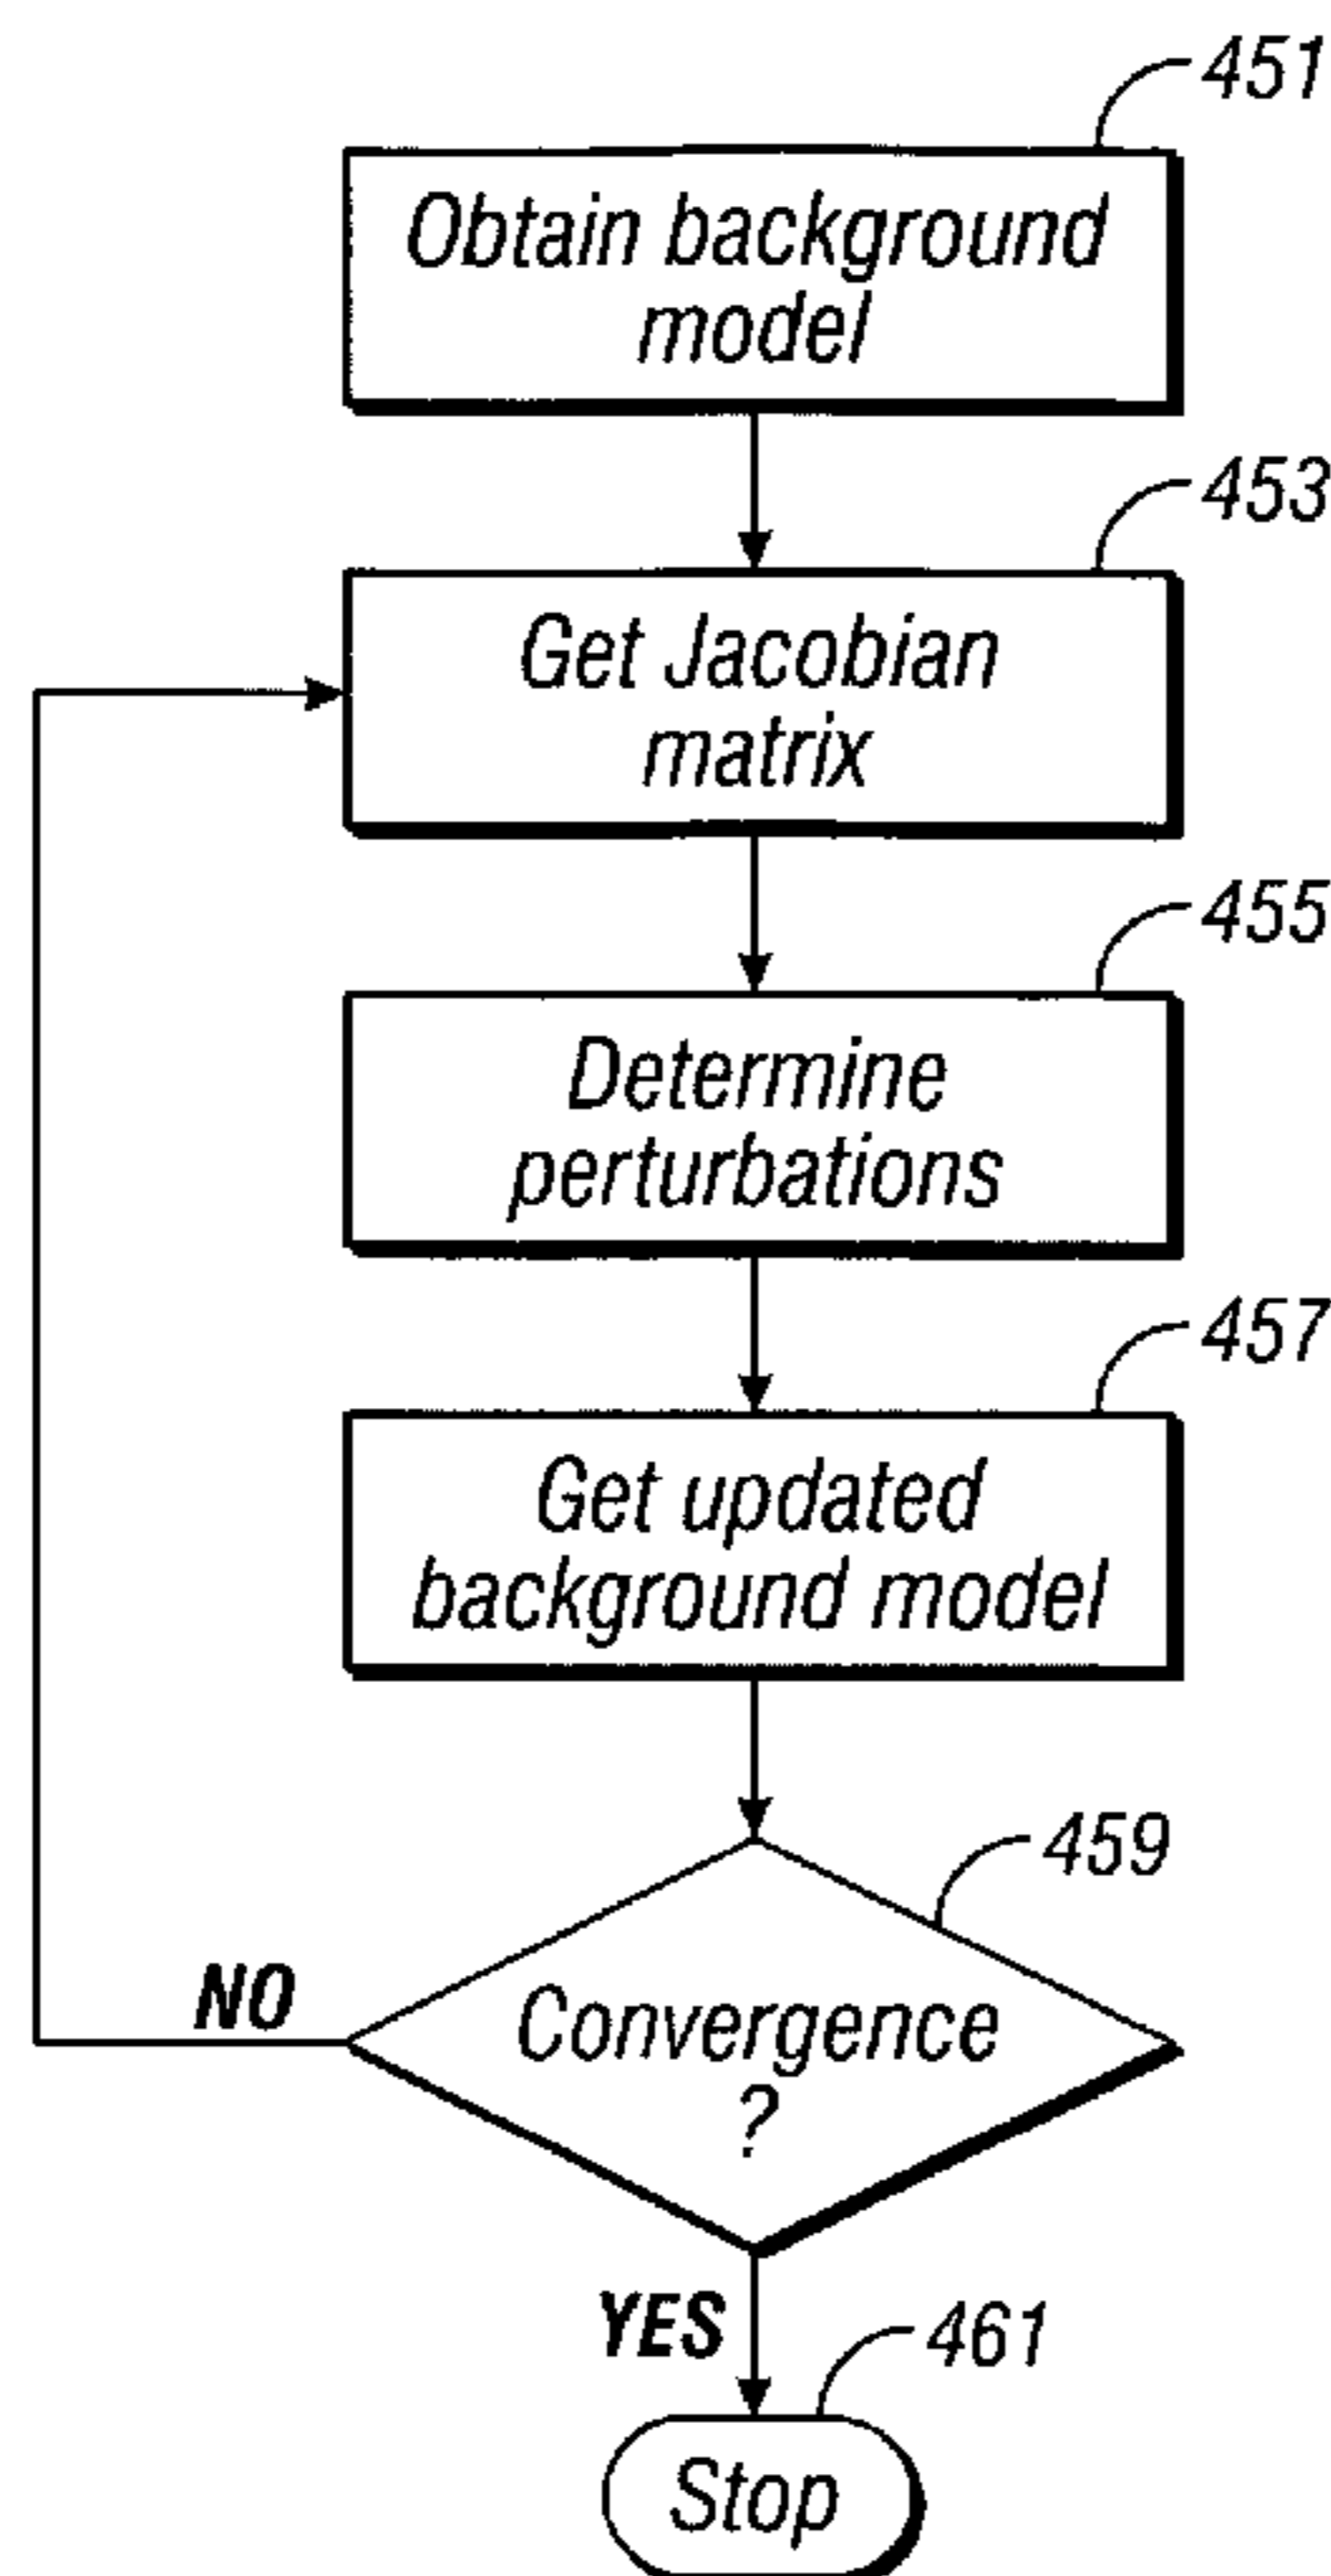 451
Obtain background
model
453
Get Jacobian
matrix
455
Determine
perturbations
457
Get updated
background model
459
NO
Convergence
?
YES
461
Stop